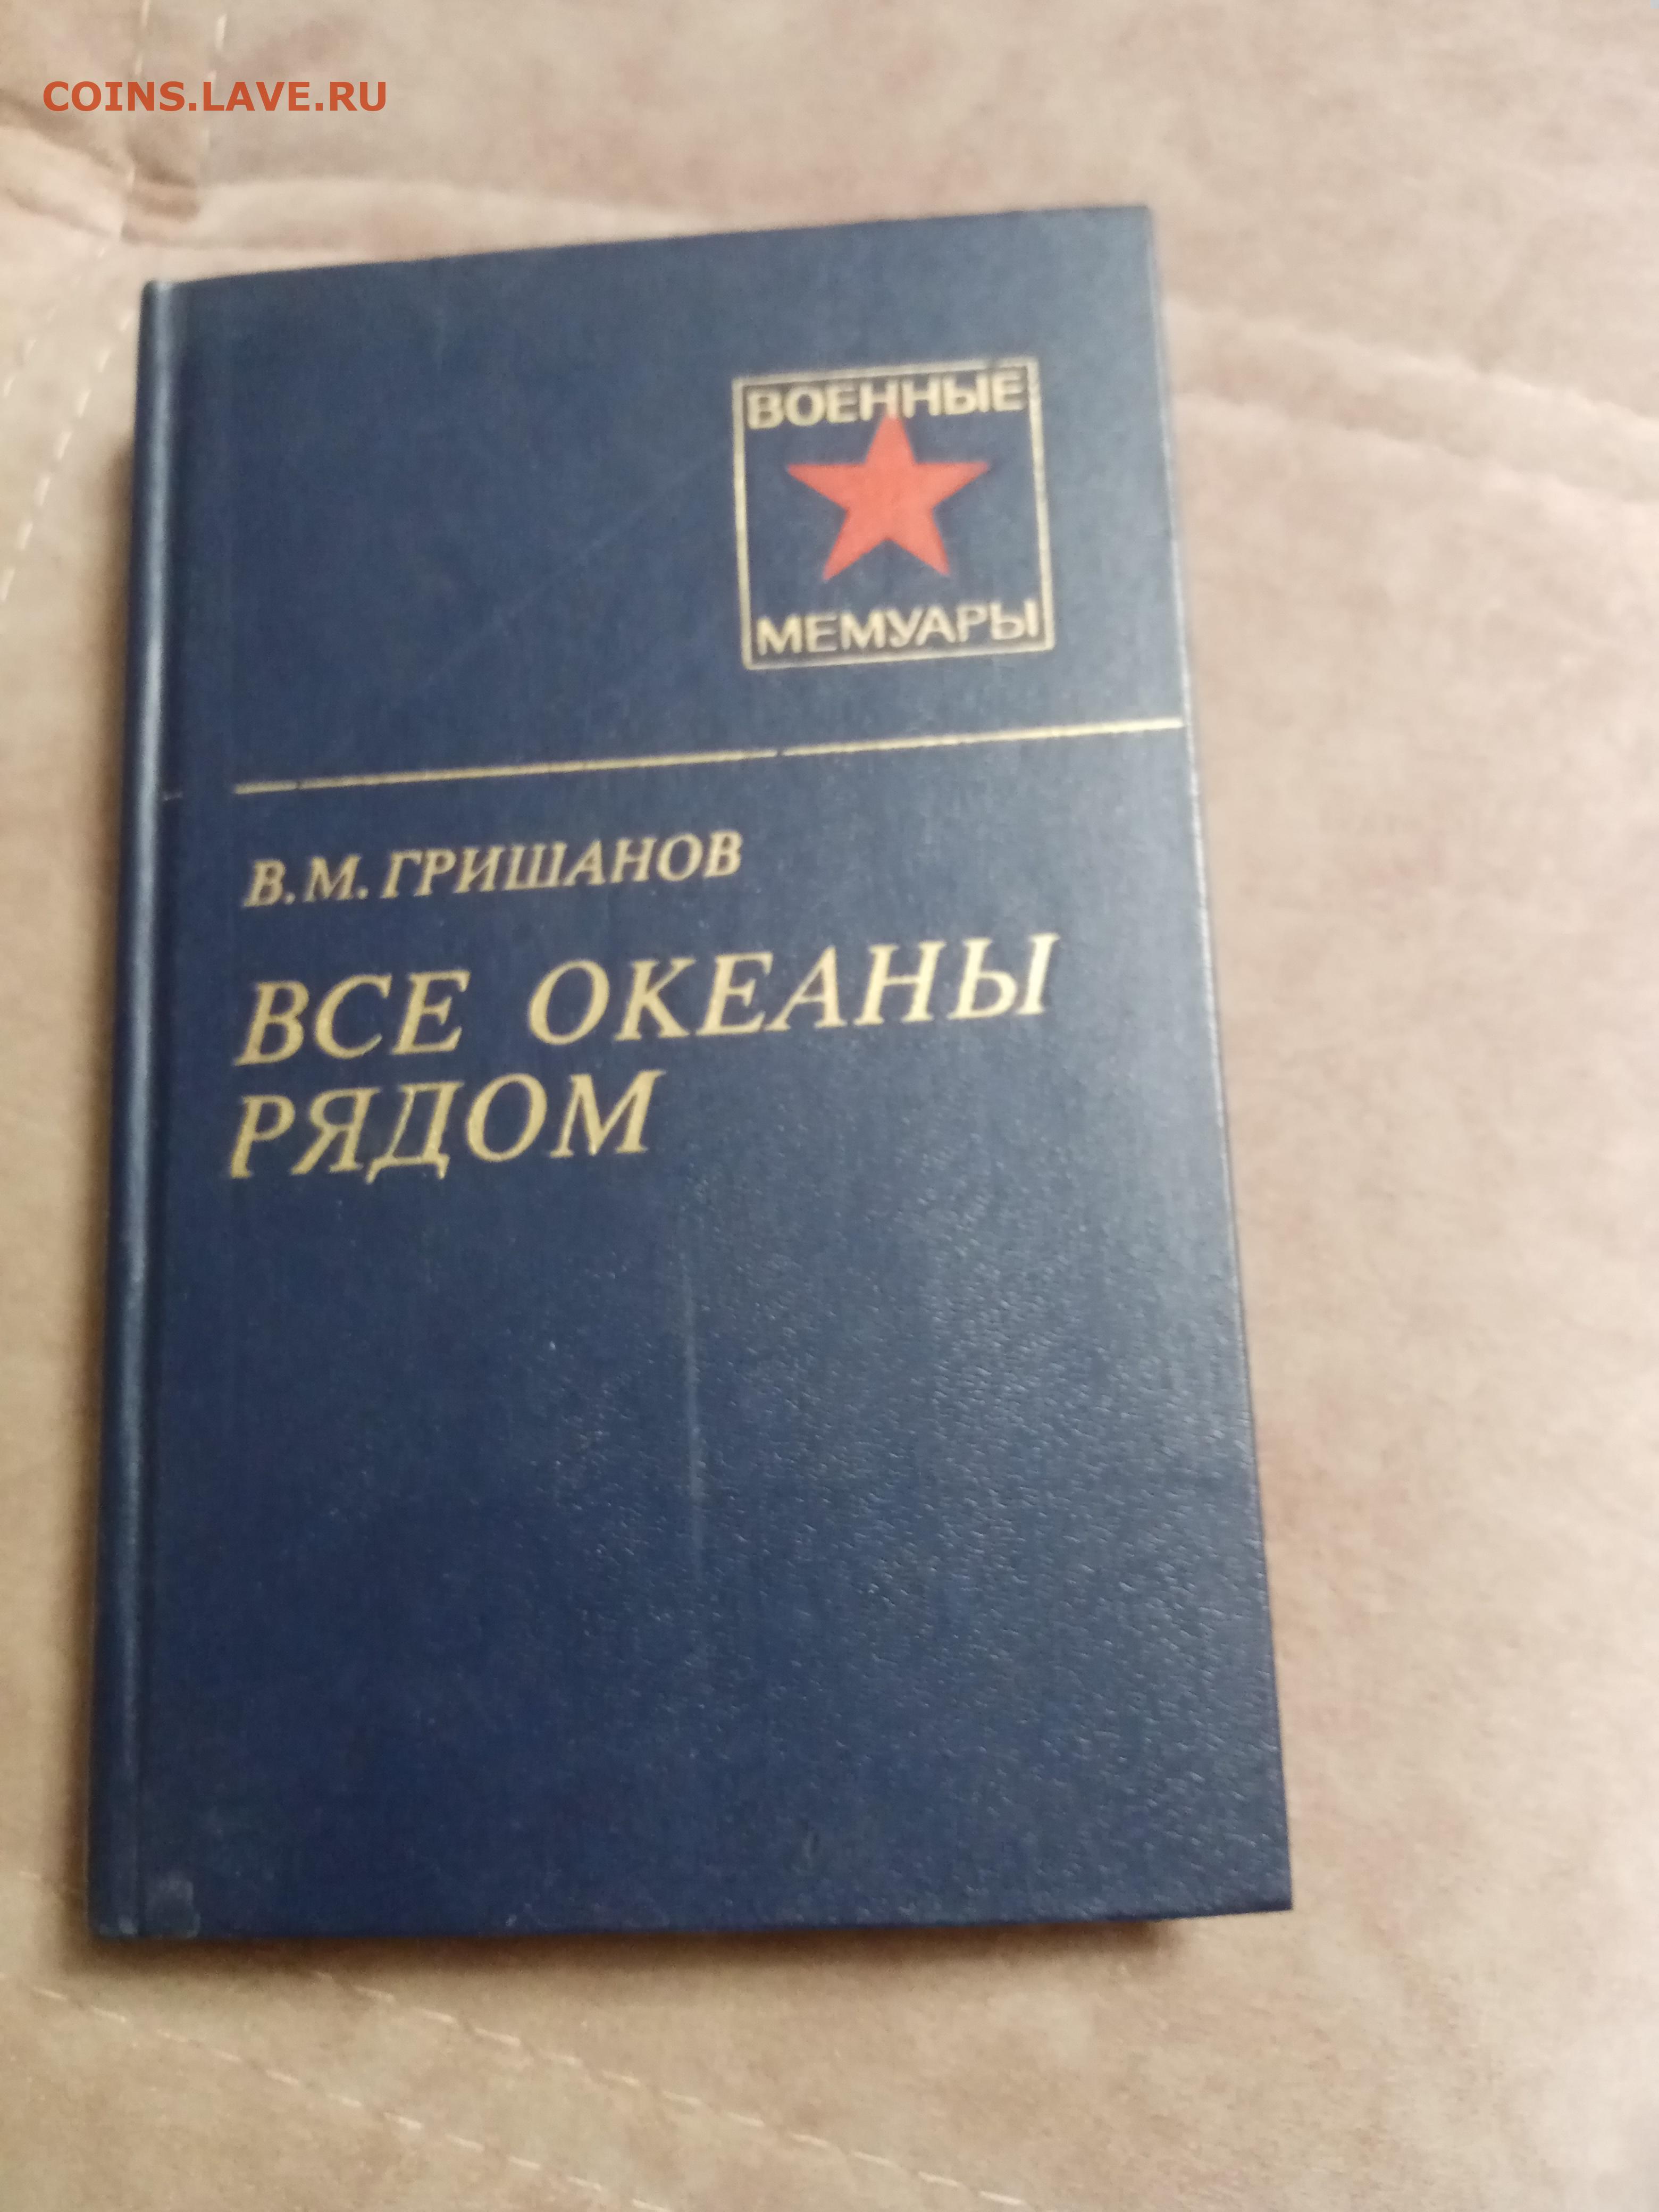 COINS.LAVE.RU
ВОЕННЫЕ
МЕМУАРЫ
В.М.ГРИШАНОВ
ВСЕ ОКЕАНЫ
РЯДОМ